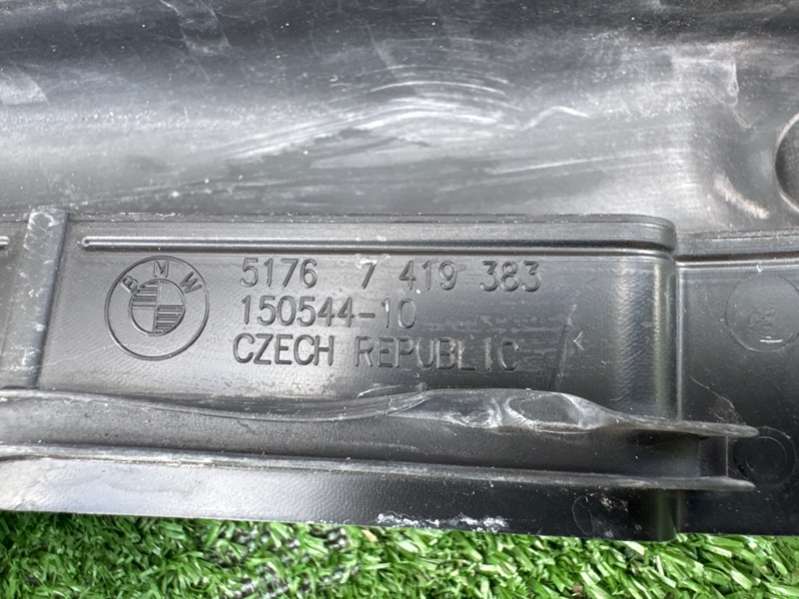 BMW
5176 7 419 383
150544-10
CZECH REPUBLIC